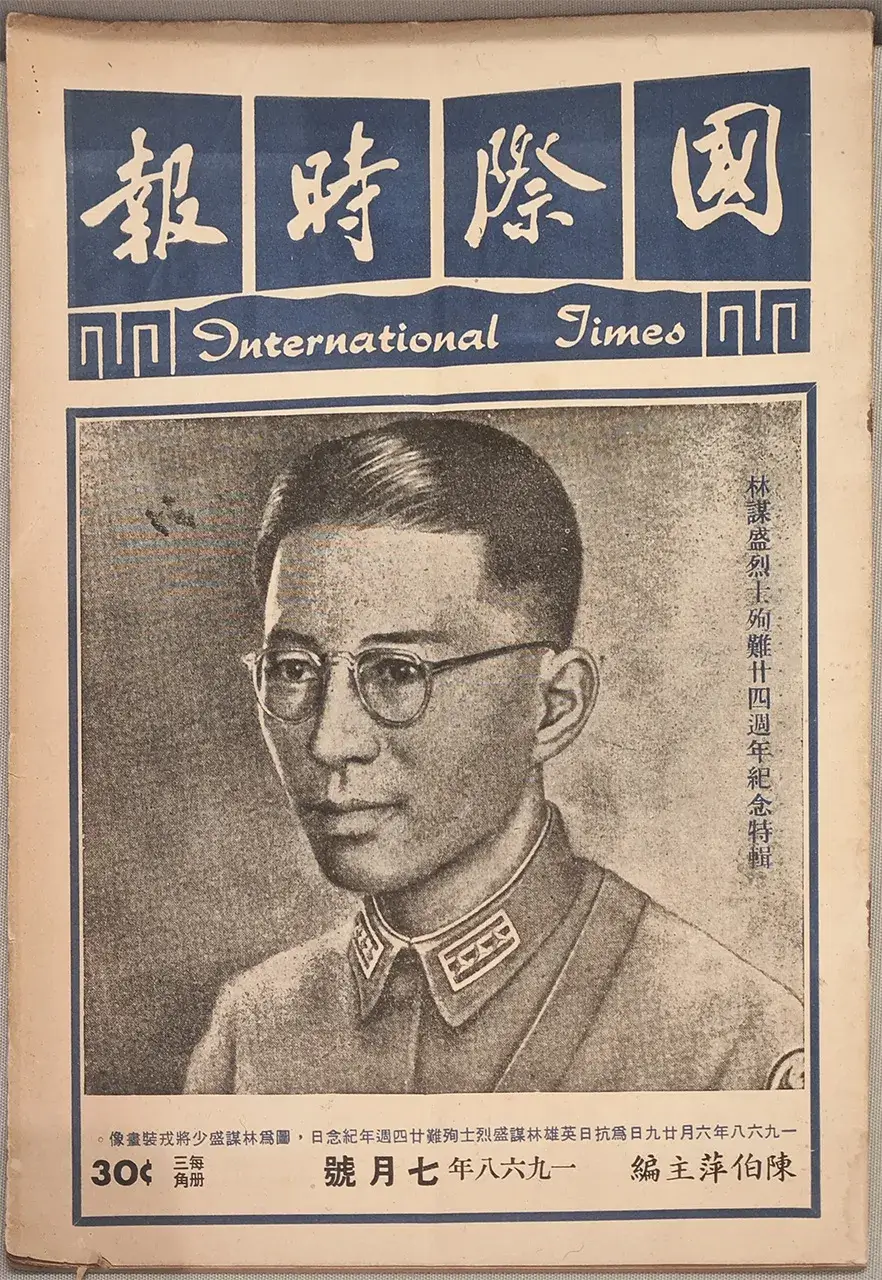 國際時報
International Times
林謀盛烈士殉難廿四週年紀念特輯
一九六八年六月廿九日為抗日英雄林謀盛烈士殉難廿四週年紀念日，圖為林謀盛少將戎裝畫像。
陳伯萍主編
一九六八年七月號
每册三角
30¢